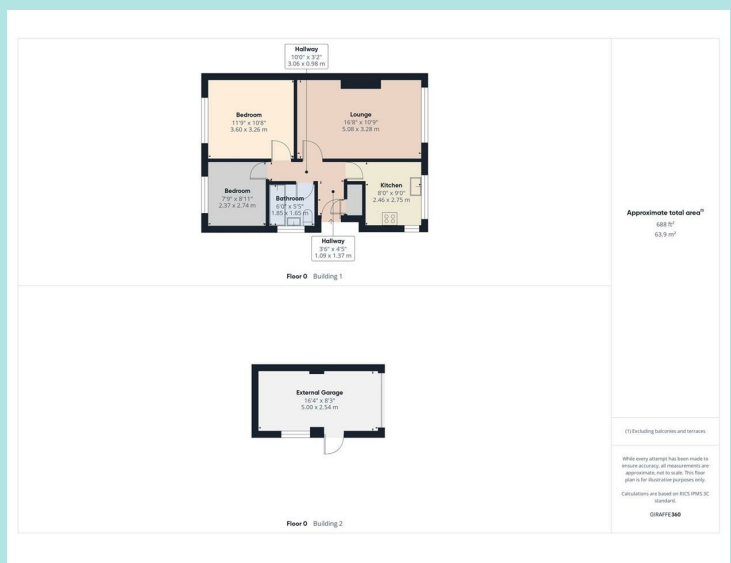 Hallway
10'0" x 3'2"
3.06 x 0.98 m
Bedroom
11'9" x 10'8"
3.60 x 3.26 m
Lounge
16'8" x 10'9"
5.08 x 3.28 m
Bedroom
7'9" x 8'11"
2.37 x 2.74 m
Bathroom
6'0" x 5'5"
1.85 x 1.65 m
Kitchen
8'0" x 9'0"
2.46 x 2.75 m
Hallway
3'6" x 4'5"
1.09 x 1.37 m
Floor 0 Building 1
External Garage
16'4" x 8'3"
5.00 x 2.54 m
Floor 0 Building 2
Approximate total area(1)
688 ft²
63.9 m²
(1) Excluding balconies and terraces
While every attempt has been made to
ensure accuracy, all measurements are
approximate, not to scale. This floor
plan is for illustrative purposes only.
Calculations are based on RICS IPMS 3C
standard.
GIRAFFE360